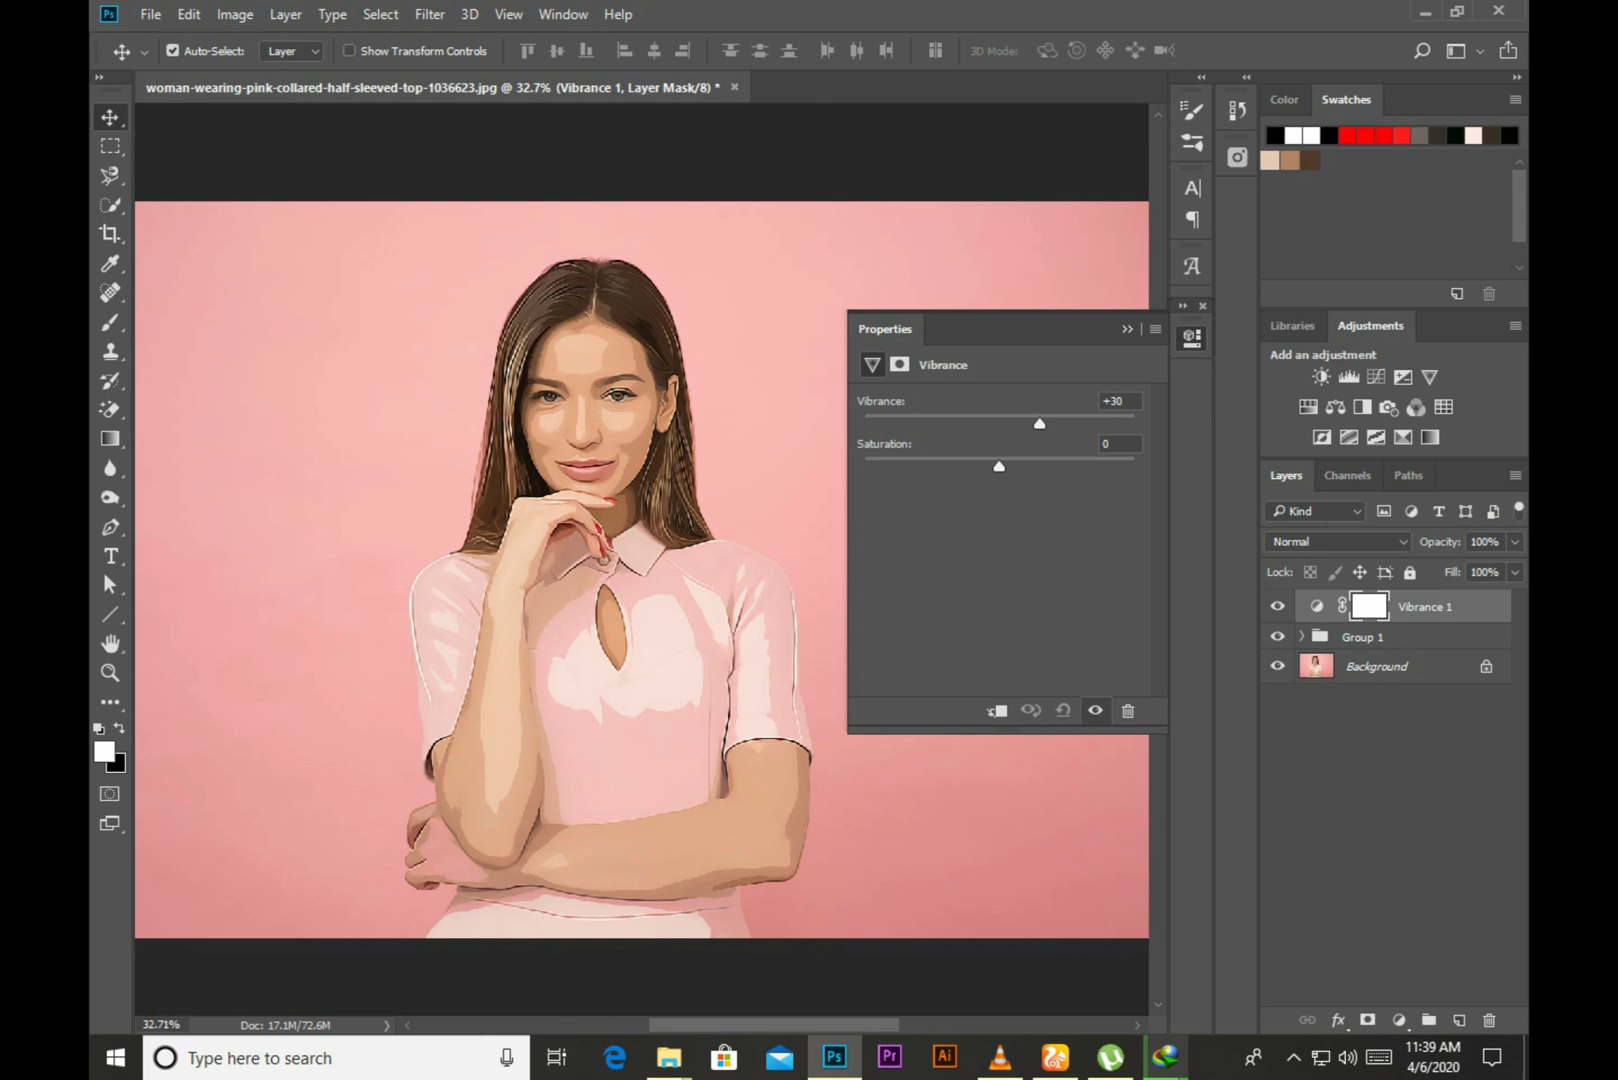 Ps File Edit Image Layer Type Select Filter 3D View Window Help
Auto-Select: Layer Show Transform Controls 3D Mode:
woman-wearing-pink-collared-half-sleeved-top-1036623.jpg @ 32.7% (Vibrance 1, Layer Mask/8) *
Color Swatches
Properties
Vibrance
Vibrance: +30
Saturation: 0
Libraries Adjustments
Add an adjustment
Layers Channels Paths
Kind
Normal Opacity: 100%
Lock: Fill: 100%
Vibrance 1
Group 1
Background
32.71% Doc: 17.1M/72.6M
Type here to search
Ps Pr Ai
11:39 AM
4/6/2020